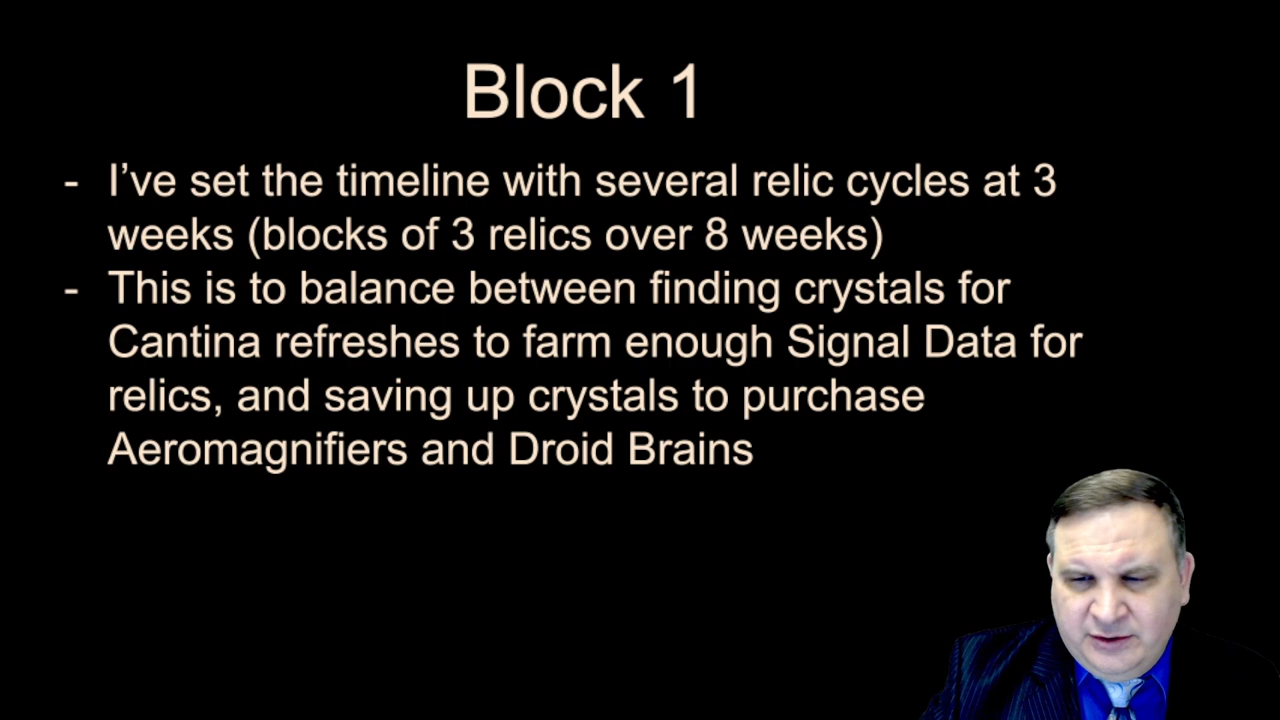 Block 1
- I’ve set the timeline with several relic cycles at 3
weeks (blocks of 3 relics over 8 weeks)
- This is to balance between finding crystals for
Cantina refreshes to farm enough Signal Data for
relics, and saving up crystals to purchase
Aeromagnifiers and Droid Brains